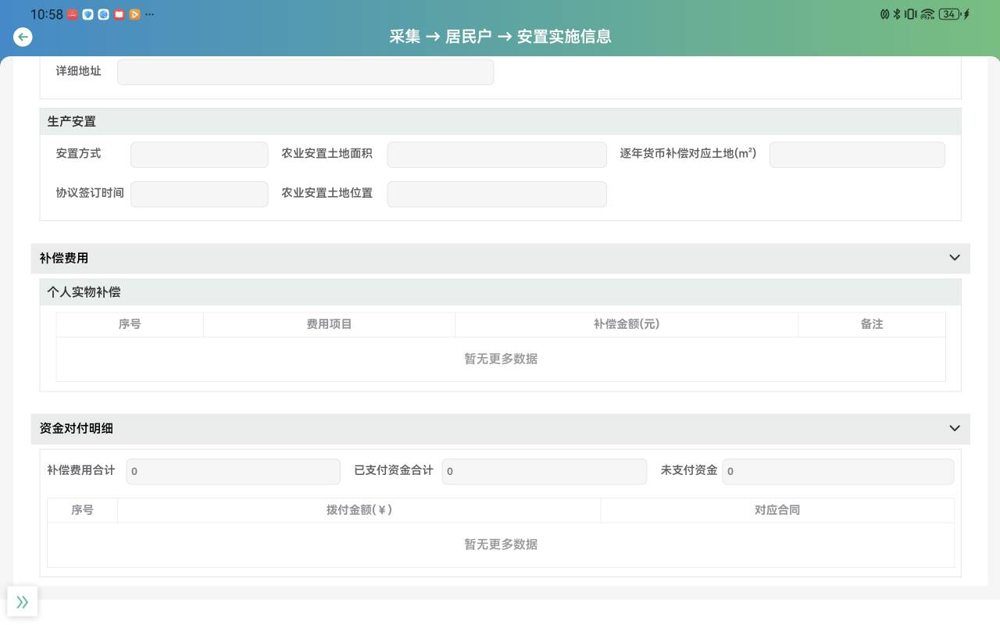 10:58
34
采集 → 居民户 → 安置实施信息
详细地址
生产安置
安置方式 农业安置土地面积 逐年货币补偿对应土地(m²)
协议签订时间 农业安置土地位置
补偿费用
个人实物补偿
序号 费用项目 补偿金额(元) 备注
暂无更多数据
资金对付明细
补偿费用合计 0 已支付资金合计 0 未支付资金 0
序号 拨付金额(￥) 对应合同
暂无更多数据